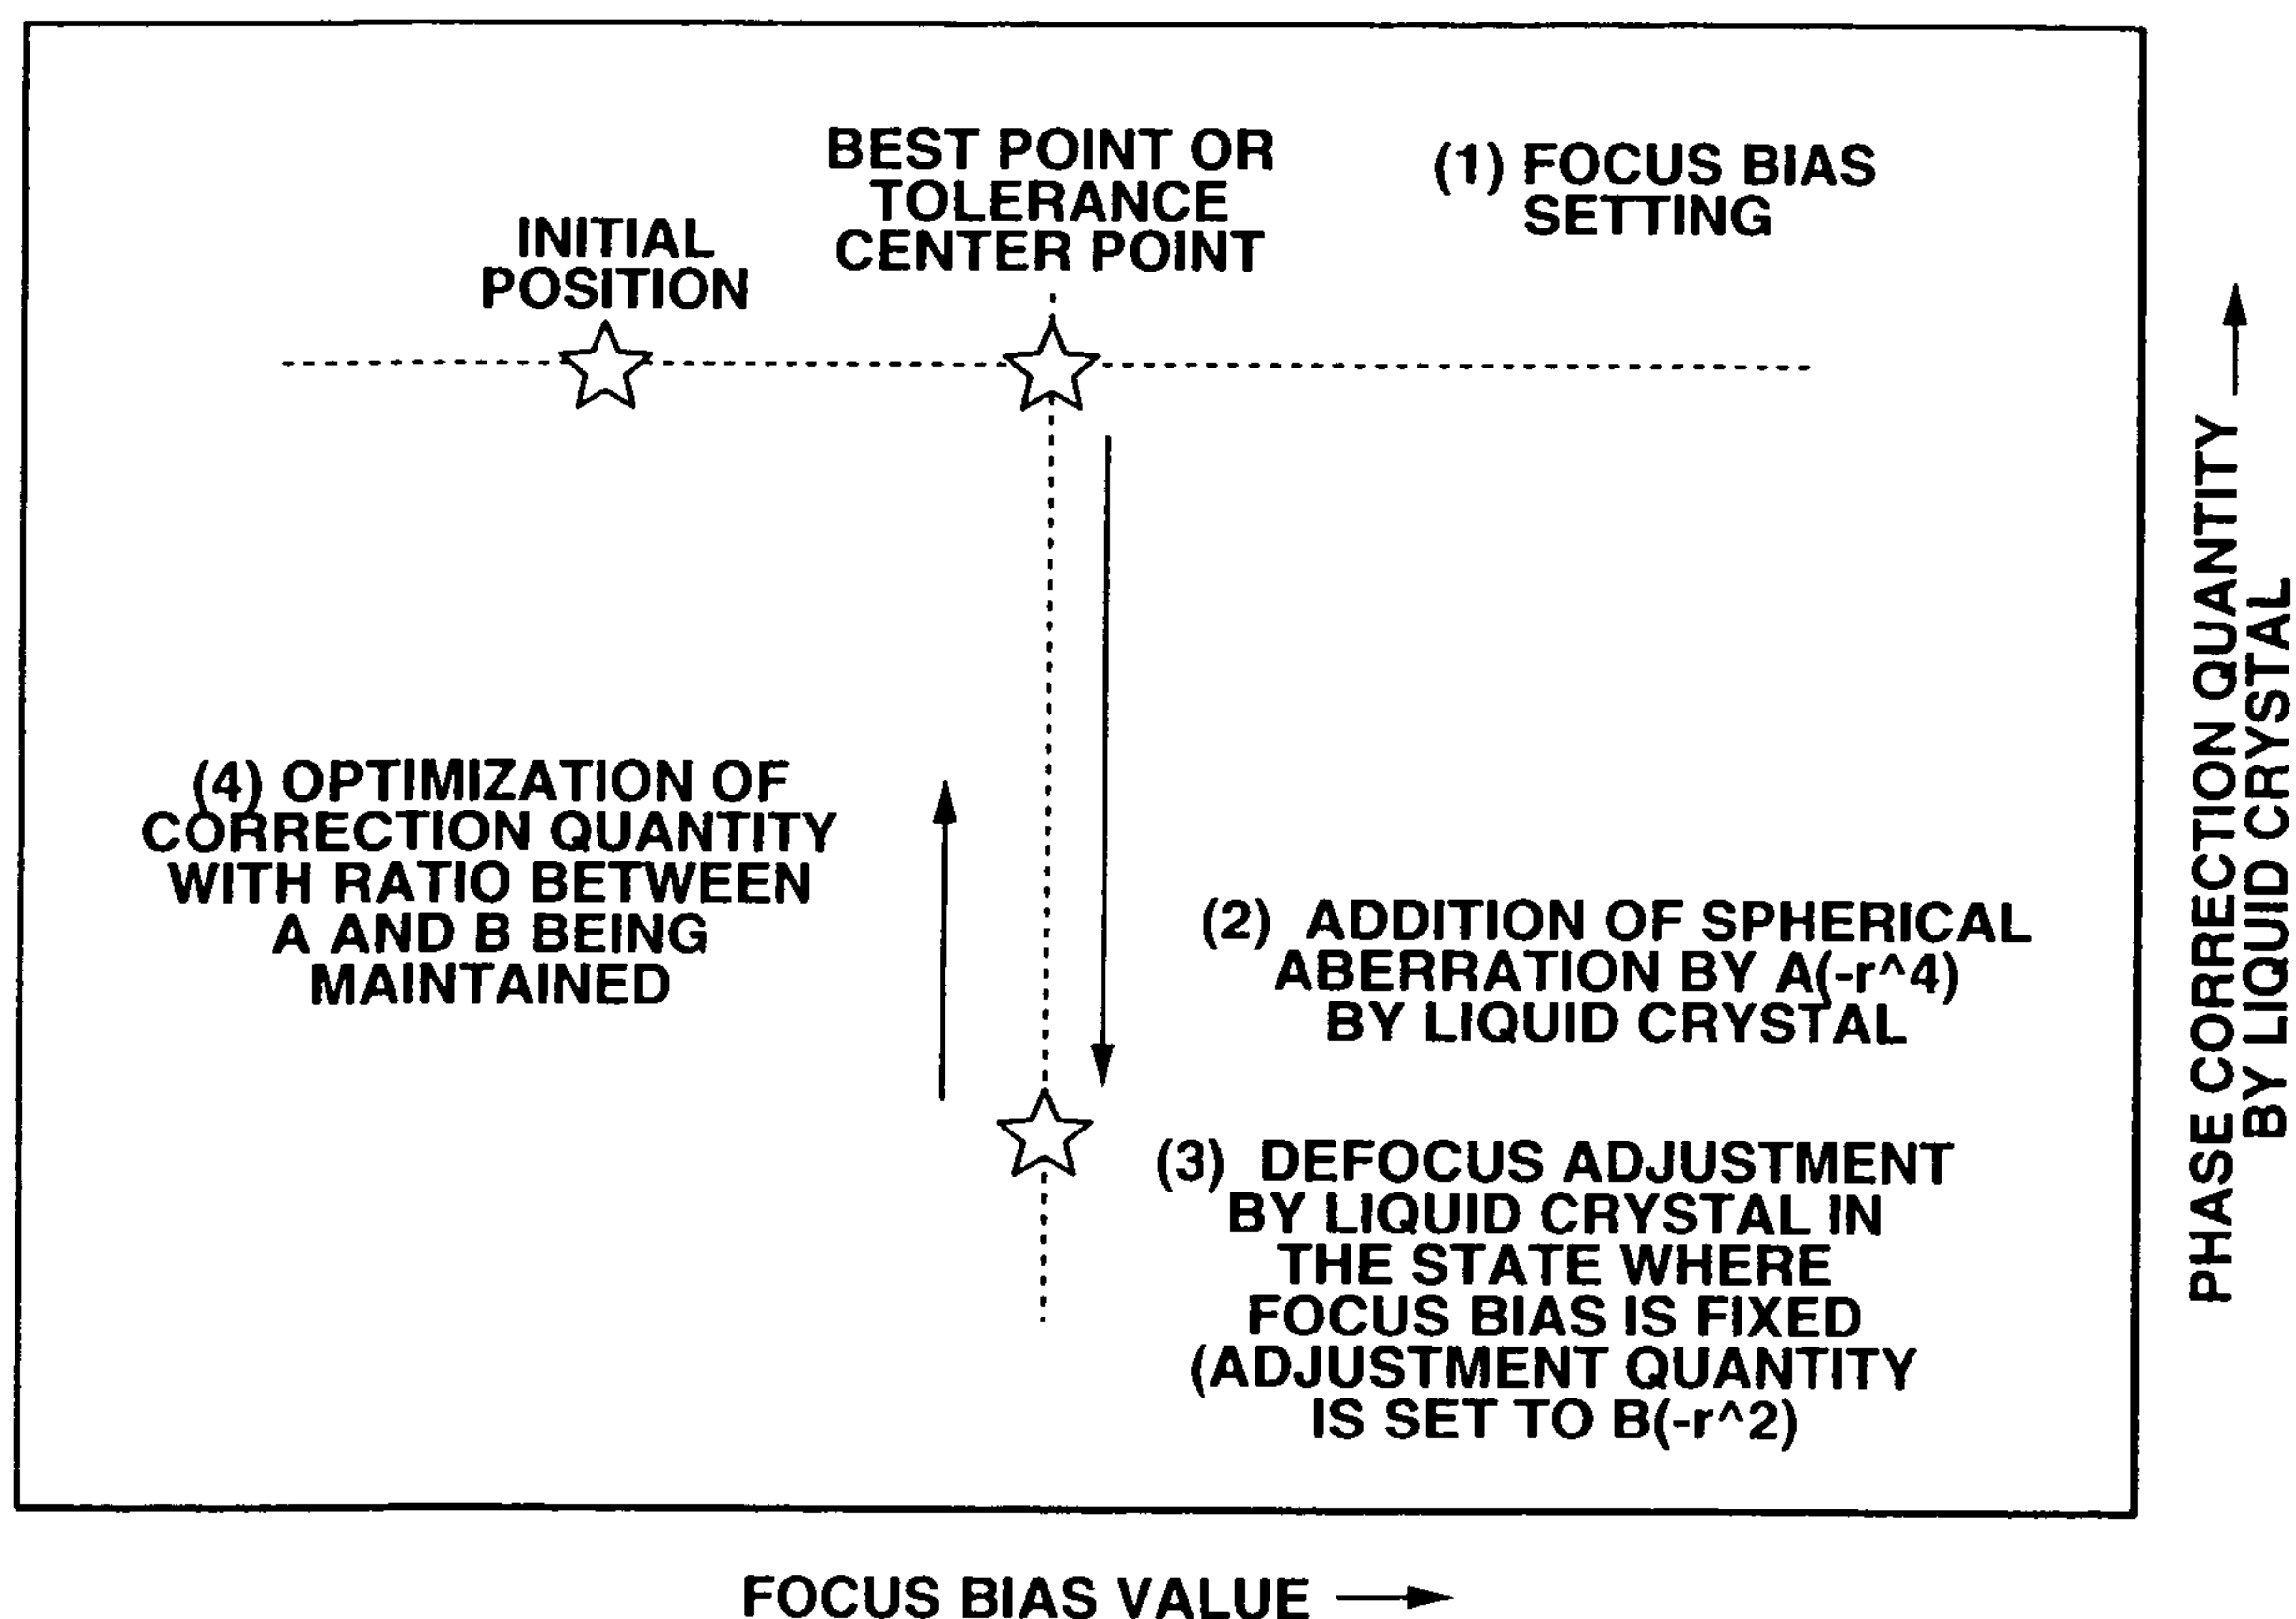 BEST POINT OR
TOLERANCE
CENTER POINT
(1) FOCUS BIAS
SETTING
INITIAL
POSITION
(4) OPTIMIZATION OF
CORRECTION QUANTITY
WITH RATIO BETWEEN
A AND B BEING
MAINTAINED
(2) ADDITION OF SPHERICAL
ABERRATION BY A(-r^4)
BY LIQUID CRYSTAL
(3) DEFOCUS ADJUSTMENT
BY LIQUID CRYSTAL IN
THE STATE WHERE
FOCUS BIAS IS FIXED
(ADJUSTMENT QUANTITY
IS SET TO B(-r^2)
PHASE CORRECTION QUANTITY
BY LIQUID CRYSTAL
FOCUS BIAS VALUE